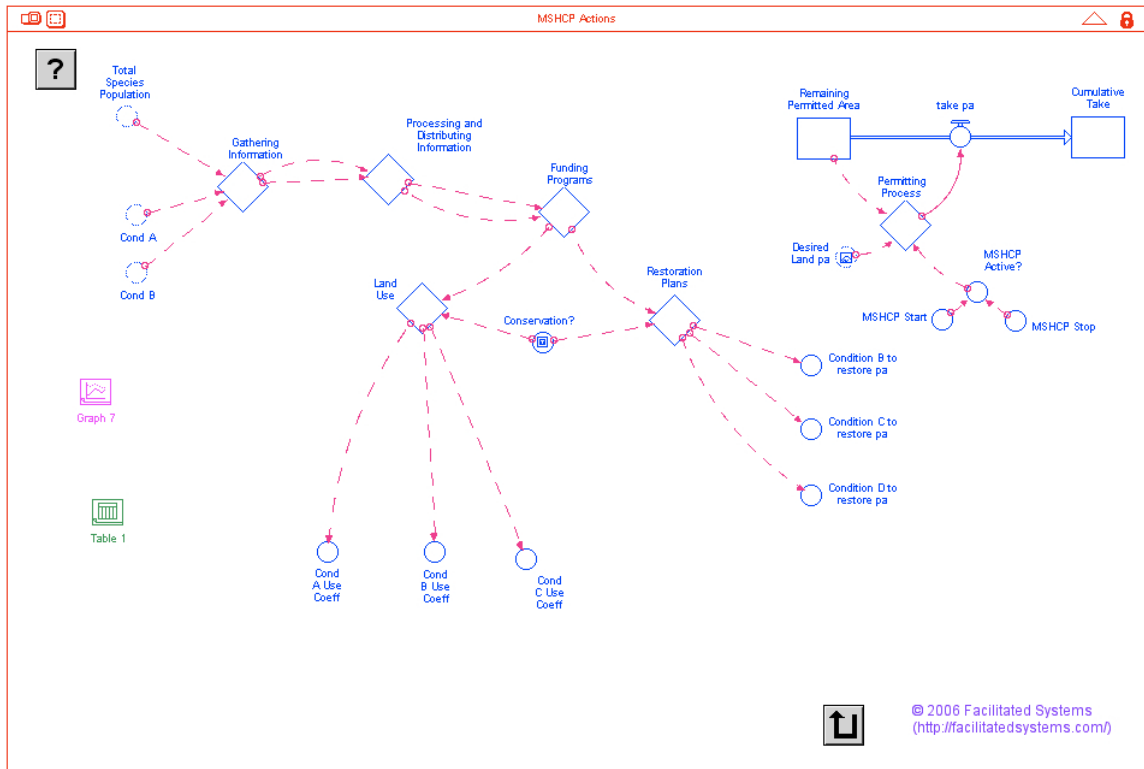 MSHCP Actions
?
Total
Species
Population
Gathering
Information
Processing and
Distributing
Information
Funding
Programs
Remaining
Permitted Area
take pa
Cumulative
Take
Permitting
Process
Cond A
Cond B
Desired
Land pa
MSHCP
Active?
MSHCP Start
MSHCP Stop
Land
Use
Conservation?
Restoration
Plans
Condition B to
restore pa
Condition C to
restore pa
Condition D to
restore pa
Graph 7
Table 1
Cond
A Use
Coeff
Cond
B Use
Coeff
Cond
C Use
Coeff
© 2006 Facilitated Systems
(http://facilitatedsystems.com/)